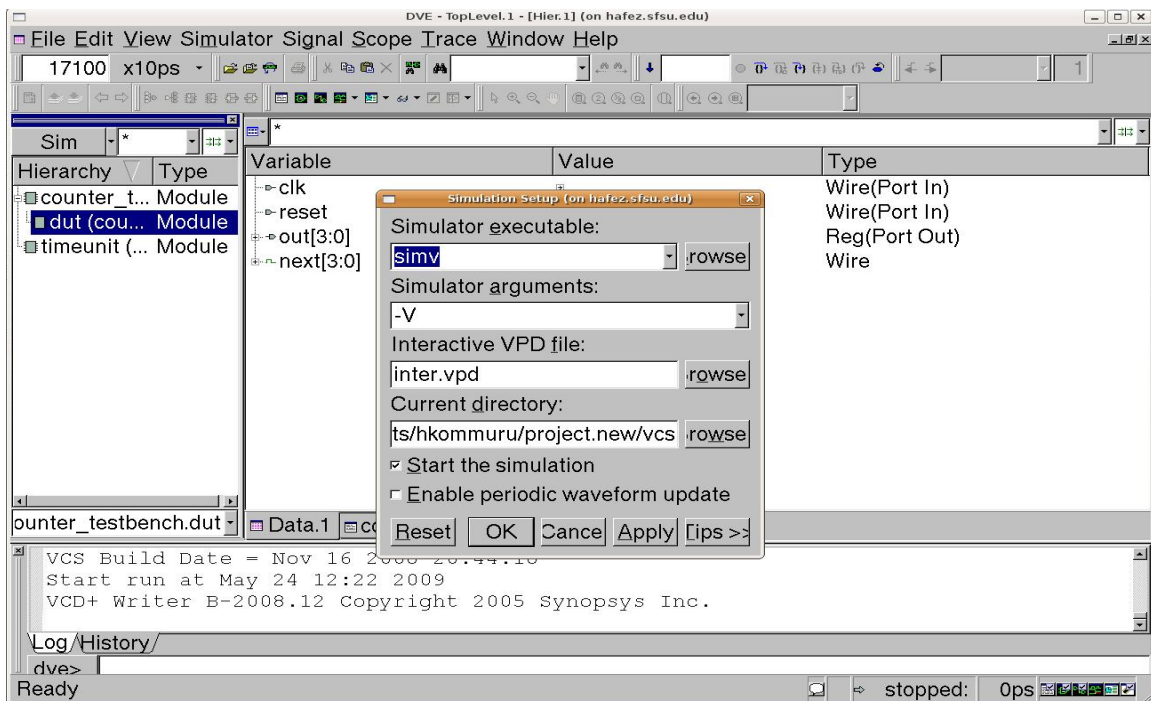 DVE - TopLevel.1 - [Hier.1] (on hafez.sfsu.edu)
File Edit View Simulator Signal Scope Trace Window Help
17100 x10ps
1
Sim *
*
Hierarchy Type
Variable Value Type
counter_t... Module
dut (cou... Module
timeunit (... Module
clk Wire(Port In)
reset Wire(Port In)
out[3:0] Reg(Port Out)
next[3:0] Wire
Simulation Setup (on hafez.sfsu.edu)
Simulator executable:
simv
rowse
Simulator arguments:
-V
Interactive VPD file:
inter.vpd
rowse
Current directory:
ts/hkommuru/project.new/vcs
rowse
Start the simulation
Enable periodic waveform update
Reset OK Cance Apply Tips >>
ounter_testbench.dut
Data.1 co
VCS Build Date = Nov 16
Start run at May 24 12:22 2009
VCD+ Writer B-2008.12 Copyright 2005 Synopsys Inc.
Log History
dve>
Ready
stopped: 0ps